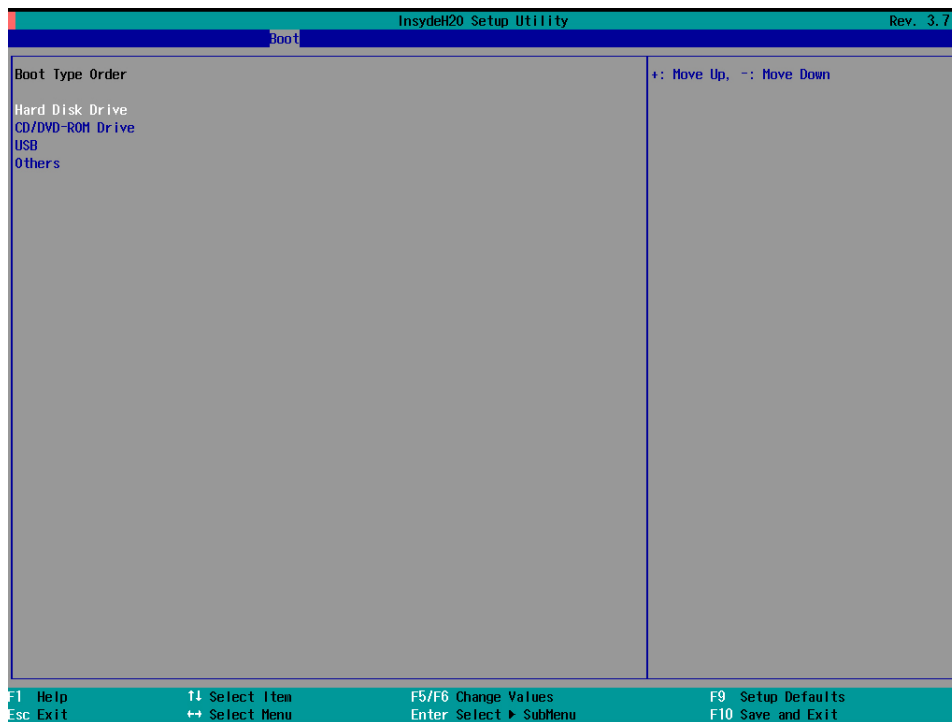 InsydeH20 Setup Utility Rev. 3.7
Boot
Boot Type Order
+: Move Up, -: Move Down
Hard Disk Drive
CD/DVD-ROM Drive
USB
Others
F1 Help ↑↓ Select Item F5/F6 Change Values F9 Setup Defaults
Esc Exit ↔ Select Menu Enter Select ▶ SubMenu F10 Save and Exit